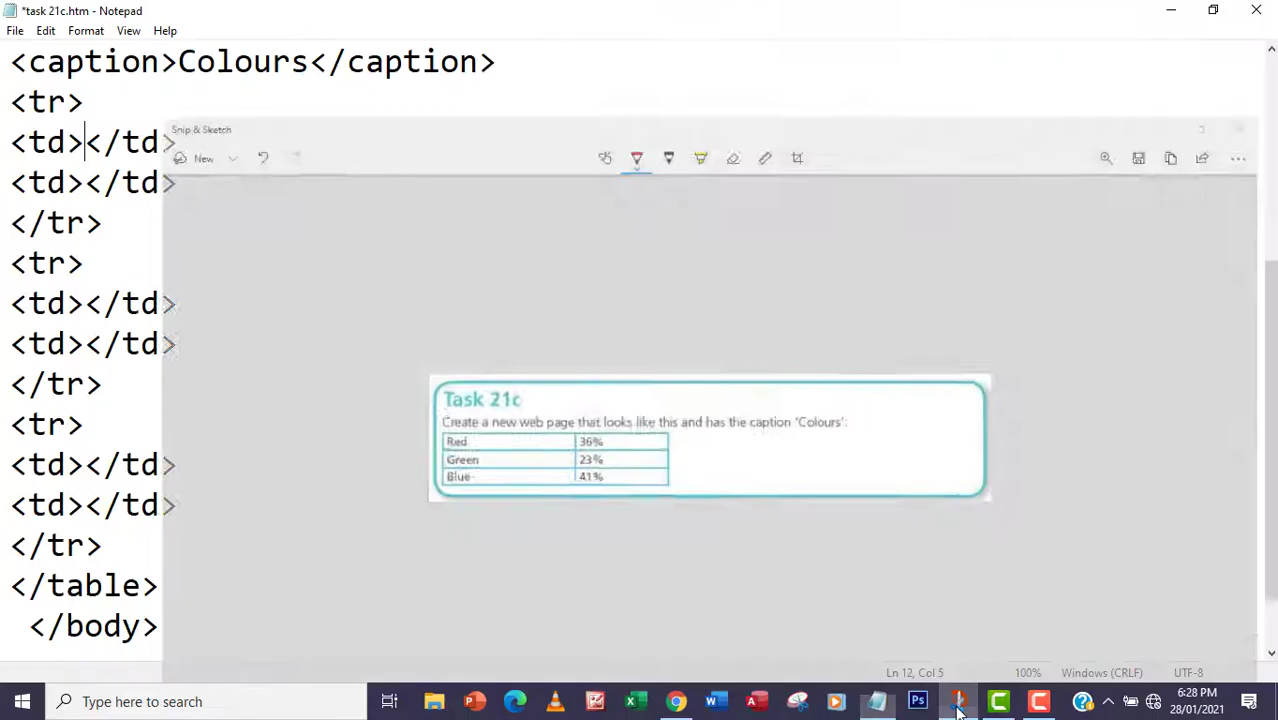 *task 21c.htm - Notepad
File Edit Format View Help
<caption>Colours</caption>
<tr>
<td></td>
<td></td>
</tr>
<tr>
<td></td>
<td></td>
</tr>
<tr>
<td></td>
<td></td>
</tr>
</table>
</body>
Snip & Sketch
New
Task 21c
Create a new web page that looks like this and has the caption 'Colours':
Red 36%
Green 23%
Blue 41%
Ln 12, Col 5 100% Windows (CRLF) UTF-8
Type here to search
Ps
6:28 PM
28/01/2021